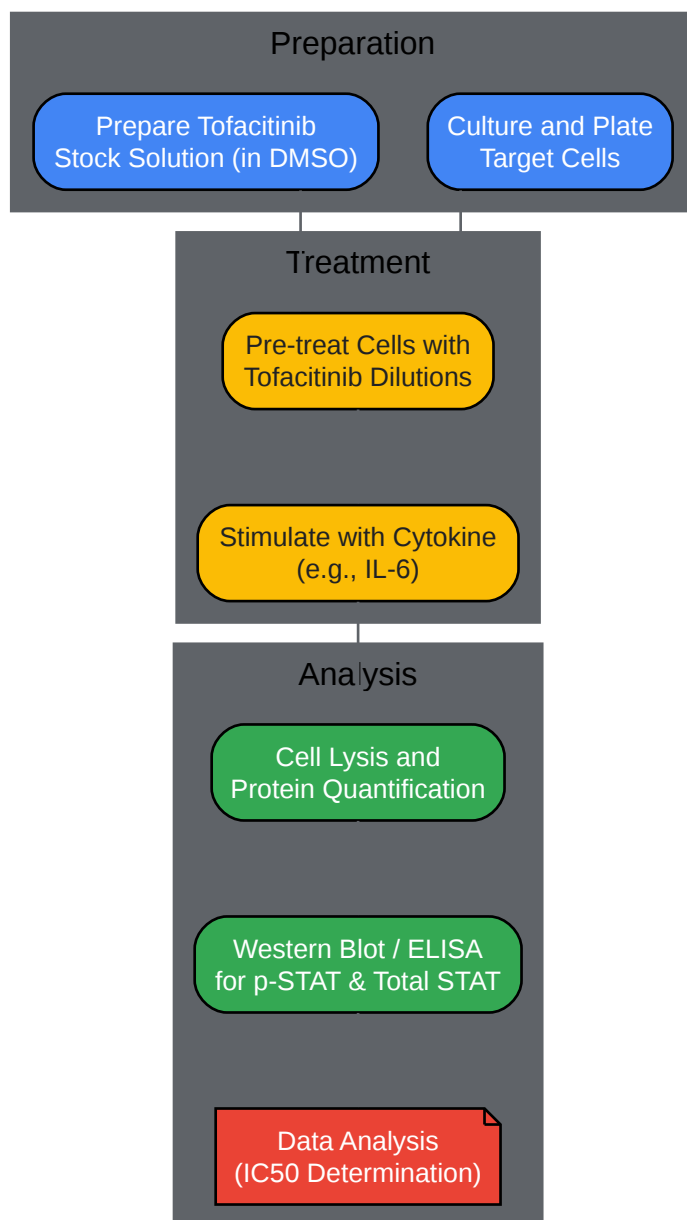 Preparation
Prepare Tofacitinib
Stock Solution (in DMSO)
Culture and Plate
Target Cells
Treatment
Pre-treat Cells with
Tofacitinib Dilutions
Stimulate with Cytokine
(e.g., IL-6)
Analysis
Cell Lysis and
Protein Quantification
Western Blot / ELISA
for p-STAT & Total STAT
Data Analysis
(IC50 Determination)